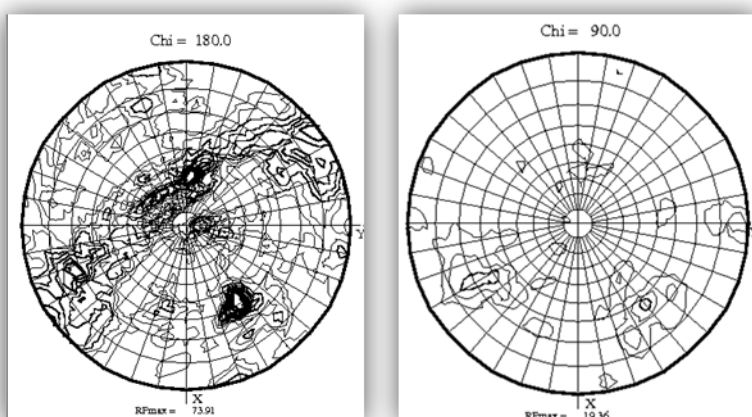 Chi = 180.0
Y
X
RFmax = 73.91
Chi = 90.0
Y
X
RFmax = 19.36